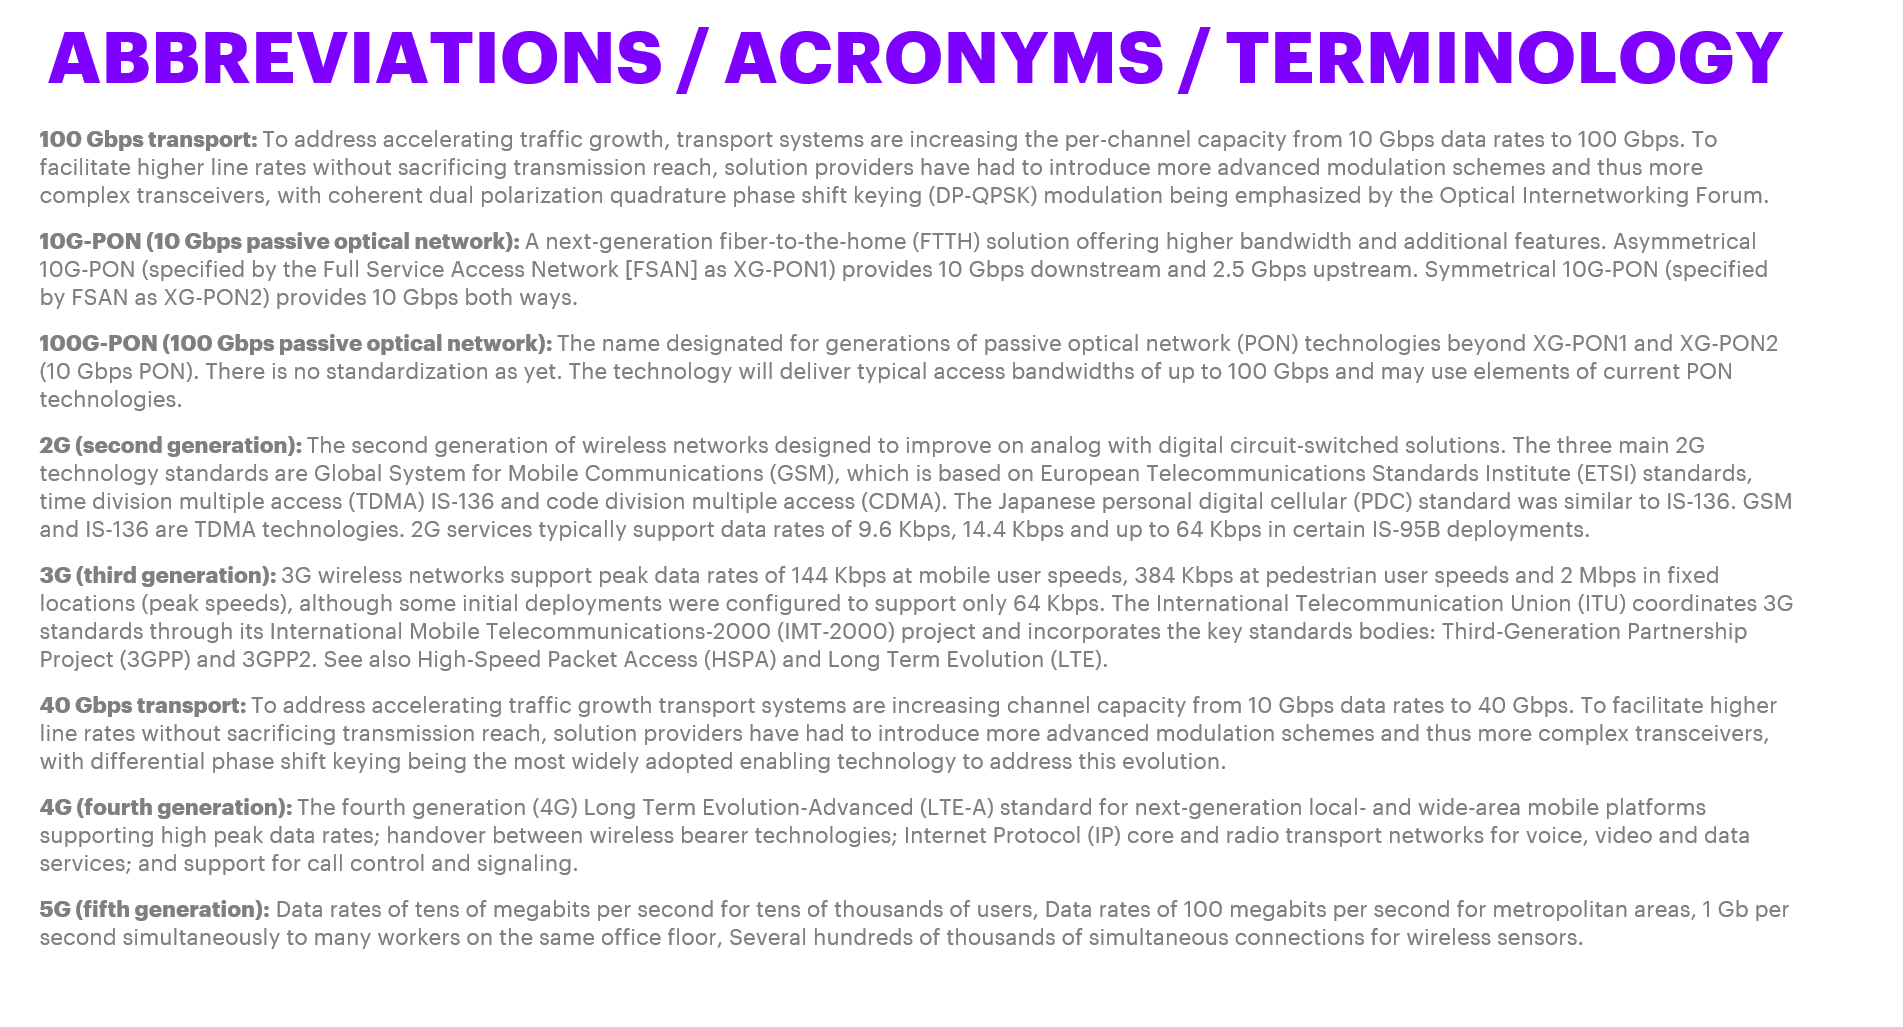 ABBREVIATIONS / ACRONYMS / TERMINOLOGY
100 Gbps transport: To address accelerating traffic growth, transport systems are increasing the per-channel capacity from 10 Gbps data rates to 100 Gbps. To
facilitate higher line rates without sacrificing transmission reach, solution providers have had to introduce more advanced modulation schemes and thus more
complex transceivers, with coherent dual polarization quadrature phase shift keying (DP-QPSK) modulation being emphasized by the Optical Internetworking Forum.
10G-PON (10 Gbps passive optical network): A next-generation fiber-to-the-home (FTTH) solution offering higher bandwidth and additional features. Asymmetrical
10G-PON (specified by the Full Service Access Network [FSAN] as XG-PON1) provides 10 Gbps downstream and 2.5 Gbps upstream. Symmetrical 10G-PON (specified
by FSAN as XG-PON2) provides 10 Gbps both ways.
100G-PON (100 Gbps passive optical network): The name designated for generations of passive optical network (PON) technologies beyond XG-PON1 and XG-PON2
(10 Gbps PON). There is no standardization as yet. The technology will deliver typical access bandwidths of up to 100 Gbps and may use elements of current PON
technologies.
2G (second generation): The second generation of wireless networks designed to improve on analog with digital circuit-switched solutions. The three main 2G
technology standards are Global System for Mobile Communications (GSM), which is based on European Telecommunications Standards Institute (ETSI) standards,
time division multiple access (TDMA) IS-136 and code division multiple access (CDMA). The Japanese personal digital cellular (PDC) standard was similar to IS-136. GSM
and IS-136 are TDMA technologies. 2G services typically support data rates of 9.6 Kbps, 14.4 Kbps and up to 64 Kbps in certain IS-95B deployments.
3G (third generation): 3G wireless networks support peak data rates of 144 Kbps at mobile user speeds, 384 Kbps at pedestrian user speeds and 2 Mbps in fixed
locations (peak speeds), although some initial deployments were configured to support only 64 Kbps. The International Telecommunication Union (ITU) coordinates 3G
standards through its International Mobile Telecommunications-2000 (IMT-2000) project and incorporates the key standards bodies: Third-Generation Partnership
Project (3GPP) and 3GPP2. See also High-Speed Packet Access (HSPA) and Long Term Evolution (LTE).
40 Gbps transport: To address accelerating traffic growth transport systems are increasing channel capacity from 10 Gbps data rates to 40 Gbps. To facilitate higher
line rates without sacrificing transmission reach, solution providers have had to introduce more advanced modulation schemes and thus more complex transceivers,
with differential phase shift keying being the most widely adopted enabling technology to address this evolution.
4G (fourth generation): The fourth generation (4G) Long Term Evolution-Advanced (LTE-A) standard for next-generation local- and wide-area mobile platforms
supporting high peak data rates; handover between wireless bearer technologies; Internet Protocol (IP) core and radio transport networks for voice, video and data
services; and support for call control and signaling.
5G (fifth generation): Data rates of tens of megabits per second for tens of thousands of users, Data rates of 100 megabits per second for metropolitan areas, 1 Gb per
second simultaneously to many workers on the same office floor, Several hundreds of thousands of simultaneous connections for wireless sensors.